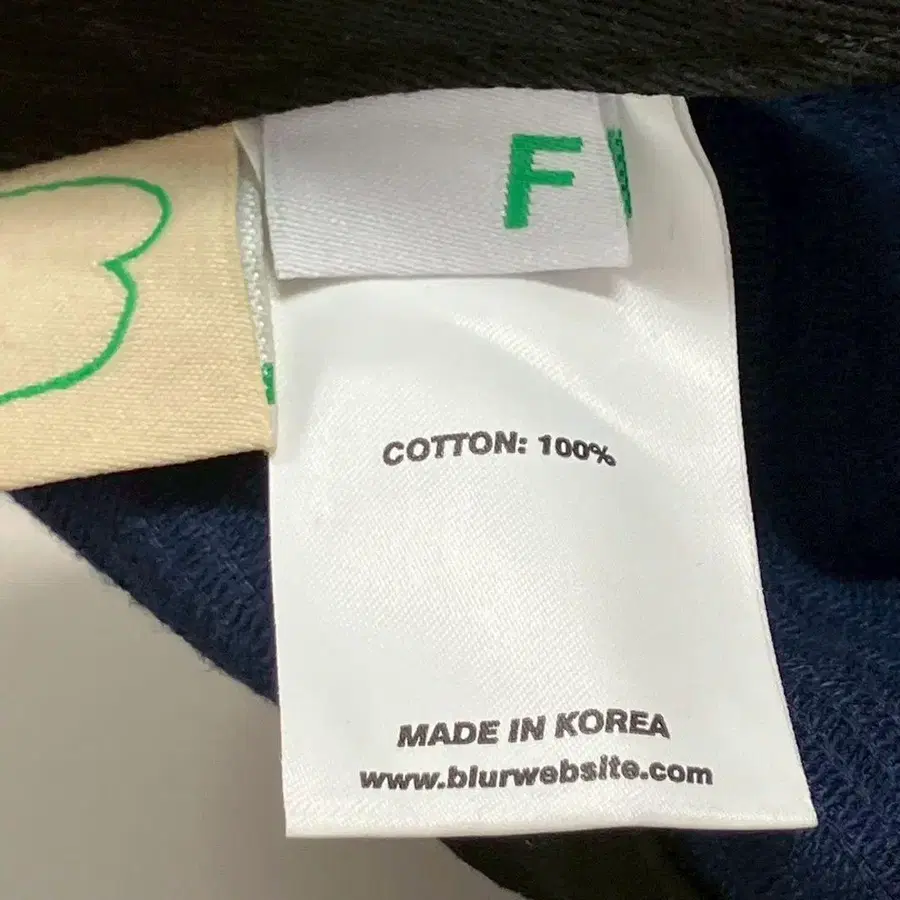 F
COTTON: 100%
MADE IN KOREA
www.blurwebsite.com